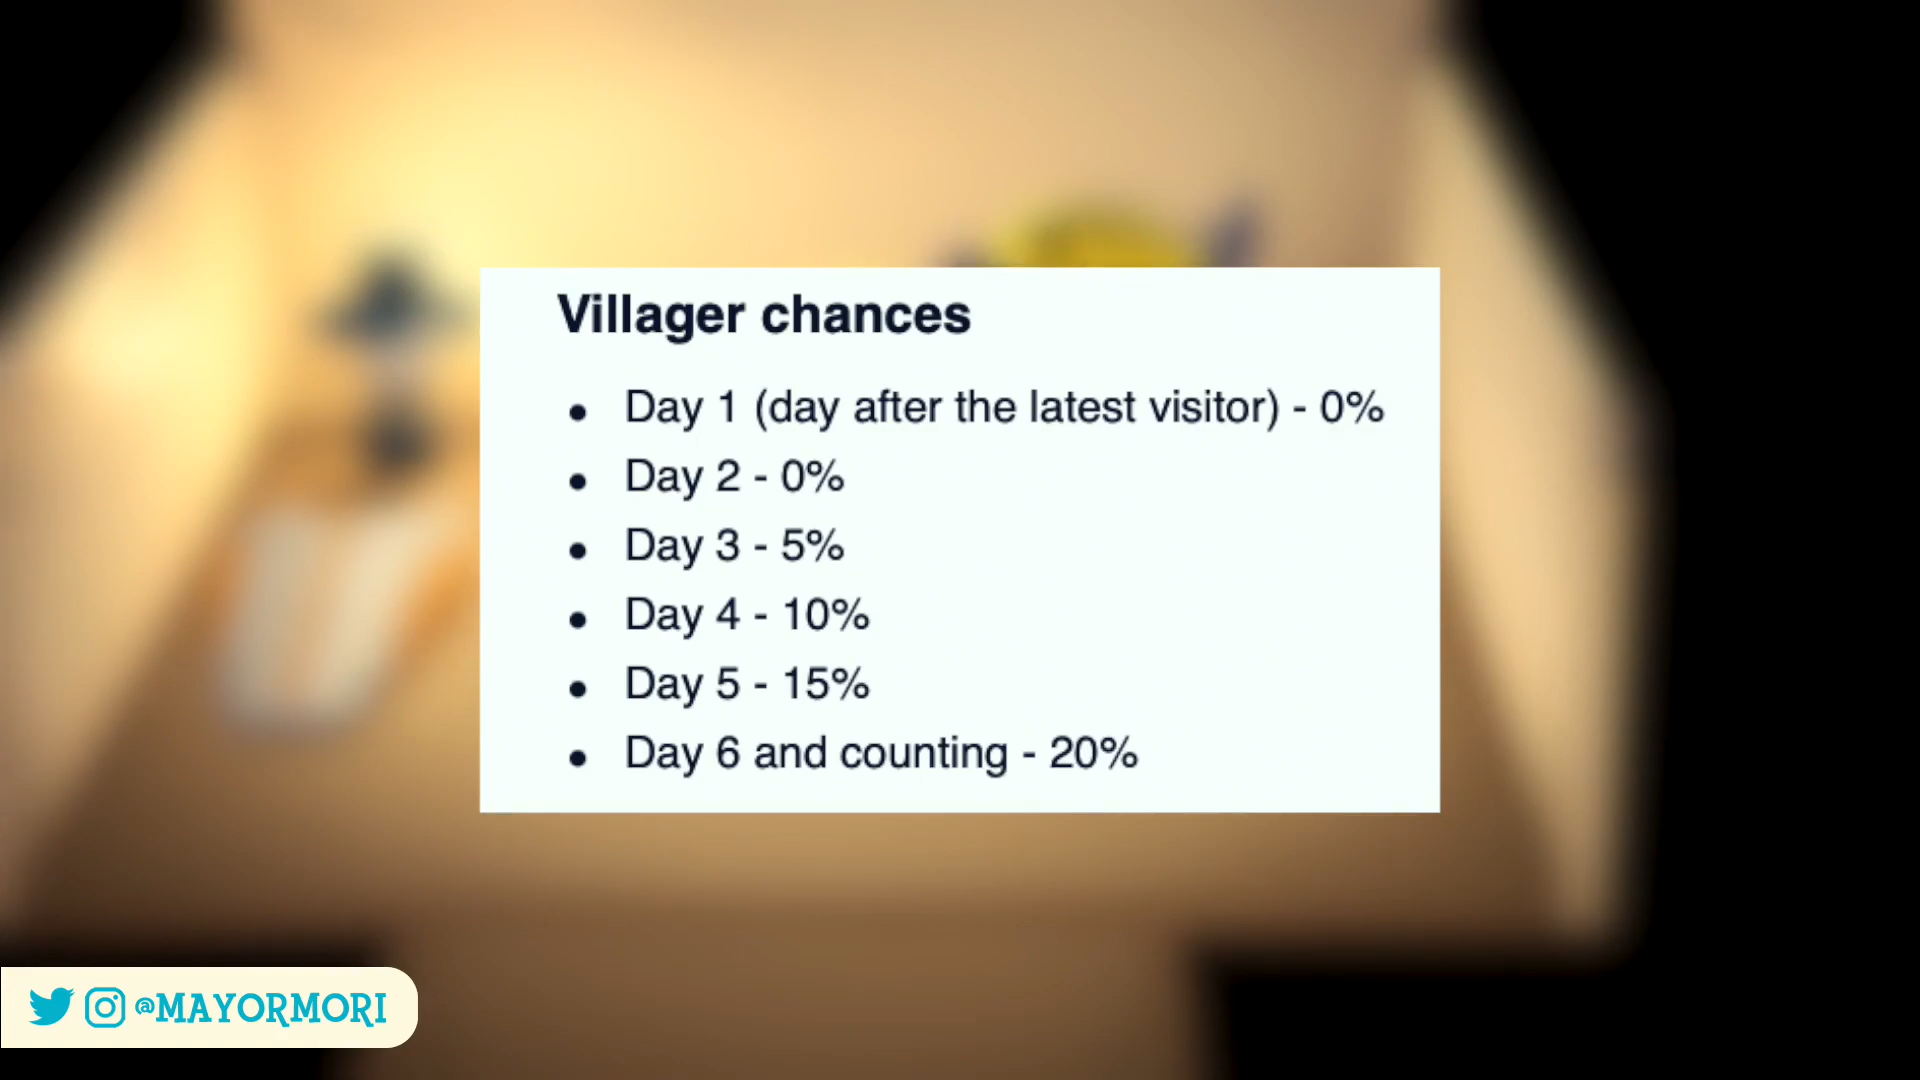 Villager chances
• Day 1 (day after the latest visitor) - 0%
• Day 2 - 0%
• Day 3 - 5%
• Day 4 - 10%
• Day 5 - 15%
• Day 6 and counting - 20%
@MAYORMORI